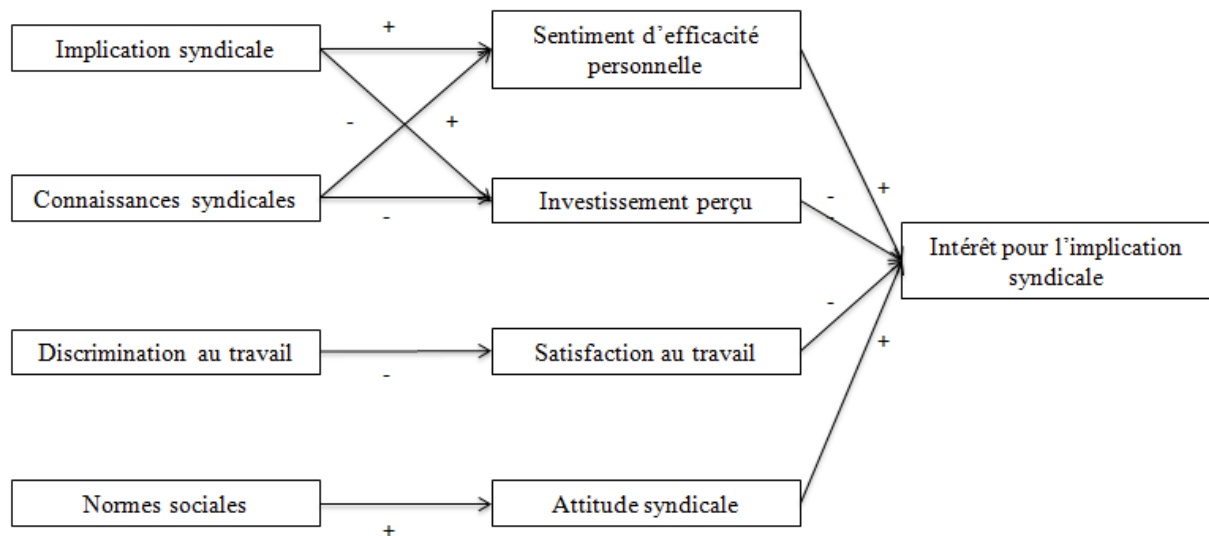 +
Implication syndicale
Sentiment d’efficacité
personnelle
-
+
Connaissances syndicales
-
Investissement perçu
-
-
+
Intérêt pour l’implication
syndicale
Discrimination au travail
-
Satisfaction au travail
-
+
Normes sociales
+
Attitude syndicale